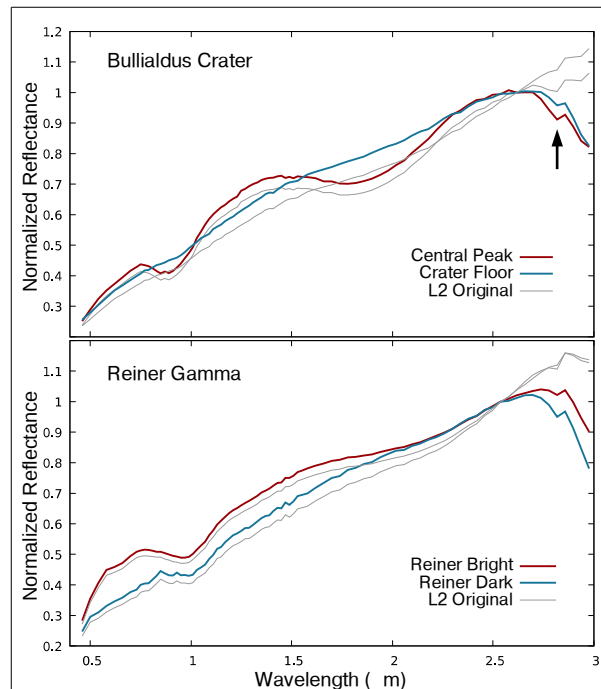 Bullialdus Crater
Normalized Reflectance
1.2
1.1
1
0.9
0.8
0.7
0.6
0.5
0.4
0.3
Central Peak
Crater Floor
L2 Original
Reiner Gamma
Normalized Reflectance
1.1
1
0.9
0.8
0.7
0.6
0.5
0.4
0.3
0.2
Reiner Bright
Reiner Dark
L2 Original
0.5
1
1.5
2
2.5
3
Wavelength ( m)